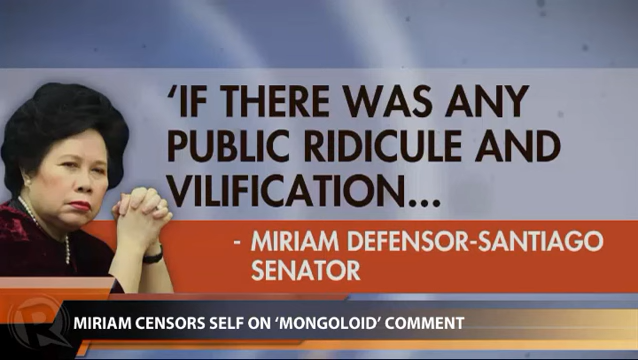 'IF THERE WAS ANY
PUBLIC RIDICULE AND
VILIFICATION...
- MIRIAM DEFENSOR-SANTIAGO
SENATOR
R
MIRIAM CENSORS SELF ON 'MONGOLOID' COMMENT